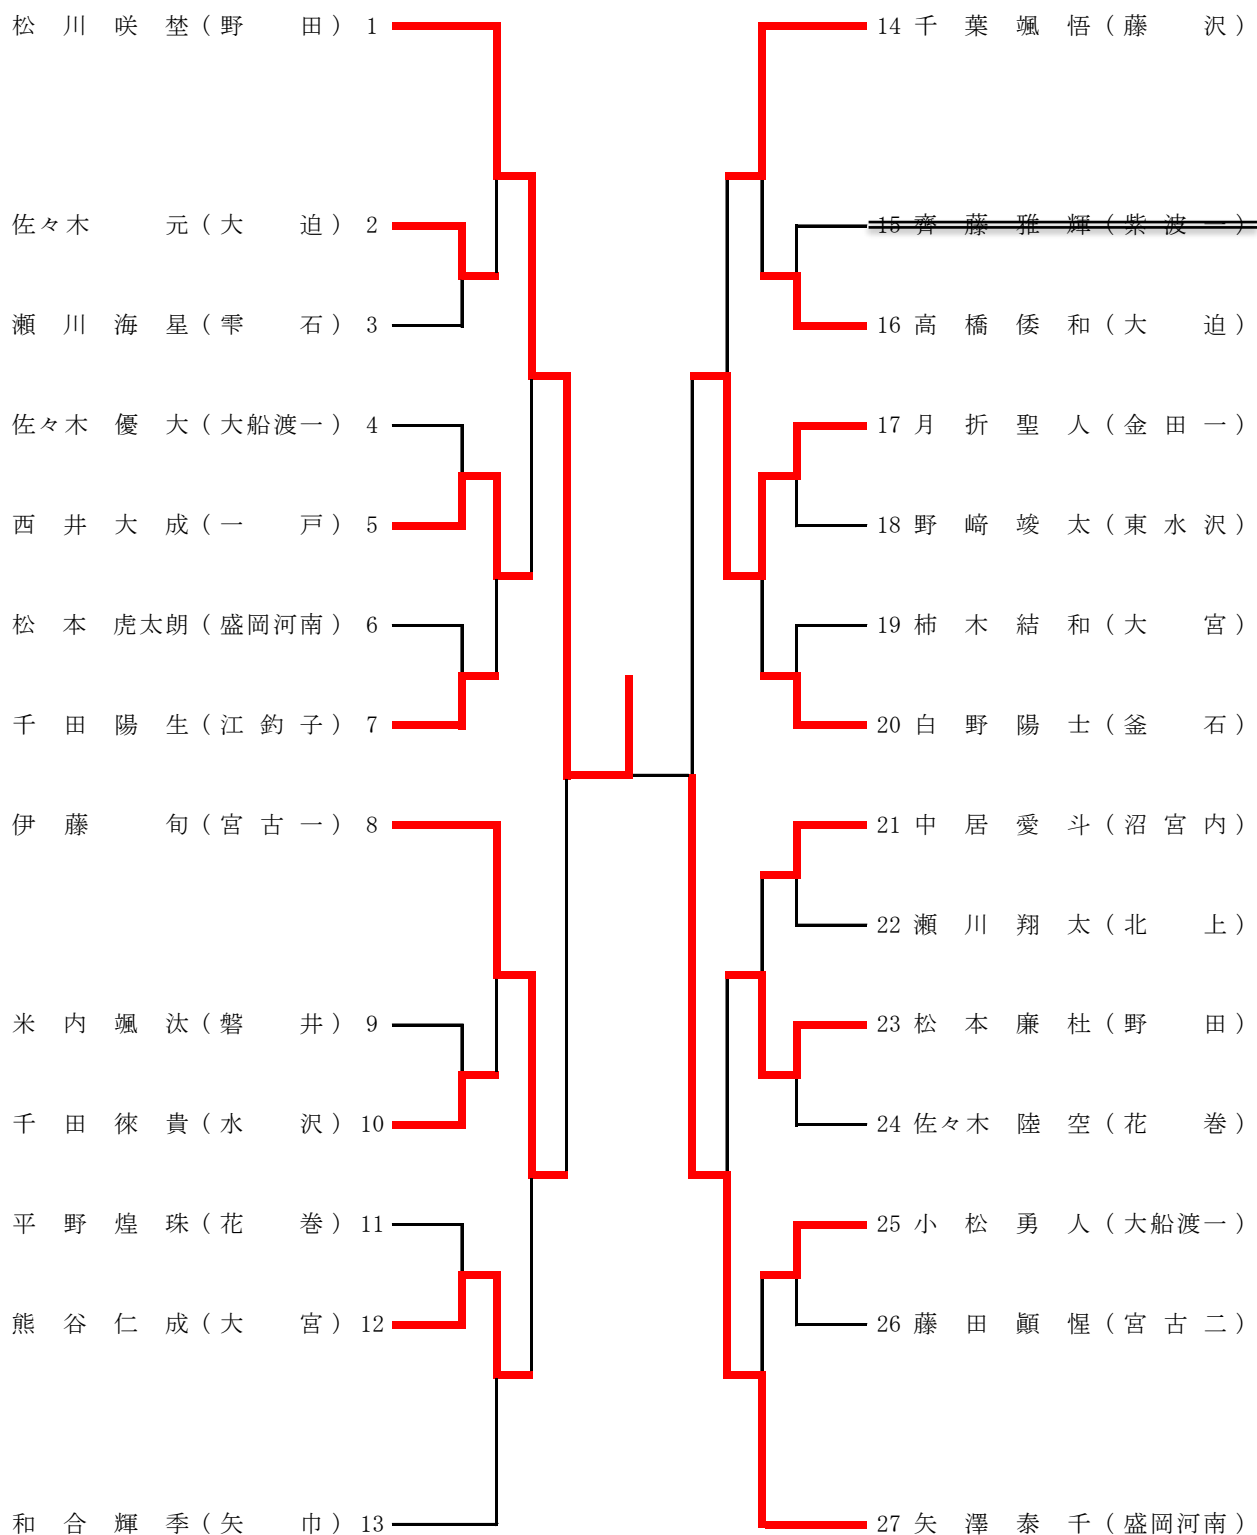 松川咲埜(野田) 1
佐々木元(大迫) 2
瀬川海星(雫石) 3
佐々木優大(大船渡一) 4
西井大成(一戸) 5
松本虎太朗(盛岡河南) 6
千田陽生(江釣子) 7
伊藤旬(宮古一) 8
米内颯汰(磐井) 9
千田徠貴(水沢) 10
平野煌珠(花巻) 11
熊谷仁成(大宮) 12
和合輝季(矢巾) 13
14 千葉颯悟(藤沢)
15 齊藤雅輝(紫波一)
16 高橋倭和(大迫)
17 月折聖人(金田一)
18 野﨑竣太(東水沢)
19 柿木結和(大宮)
20 白野陽士(釜石)
21 中居愛斗(沼宮内)
22 瀬川翔太(北上)
23 松本廉杜(野田)
24 佐々木陸空(花巻)
25 小松勇人(大船渡一)
26 藤田顚惺(宮古二)
27 矢澤泰千(盛岡河南)